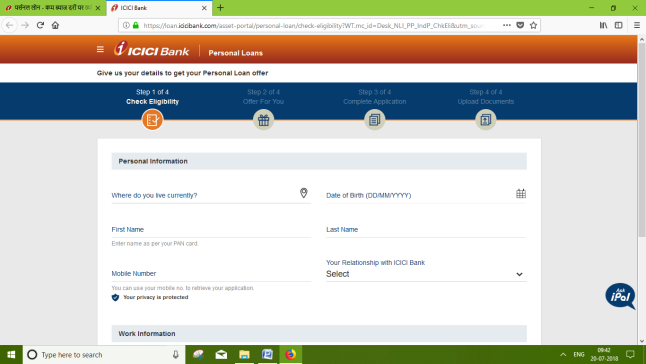 पर्सनल लोन - कम ब्याज दरों पर
ICICI Bank
https://loan.icicibank.com/asset-portal/personal-loan/check-eligibility?WT.mc_id=Desk_NLI_PP_IndP_ChkEli&utm_
ICICI Bank
Personal Loans
Give us your details to get your Personal Loan offer
Step 1 of 4
Check Eligibility
Step 2 of 4
Offer For You
Step 3 of 4
Complete Application
Step 4 of 4
Upload Documents
Personal Information
Where do you live currently?
Date of Birth (DD/MM/YYYY)
First Name
Last Name
Enter name as per your PAN card.
Your Relationship with ICICI Bank
Mobile Number
Select
You can use your mobile no. to retrieve your application.
Your privacy is protected
Ask
iPal
Work Information
Type here to search
ENG
09:42
20-07-2018